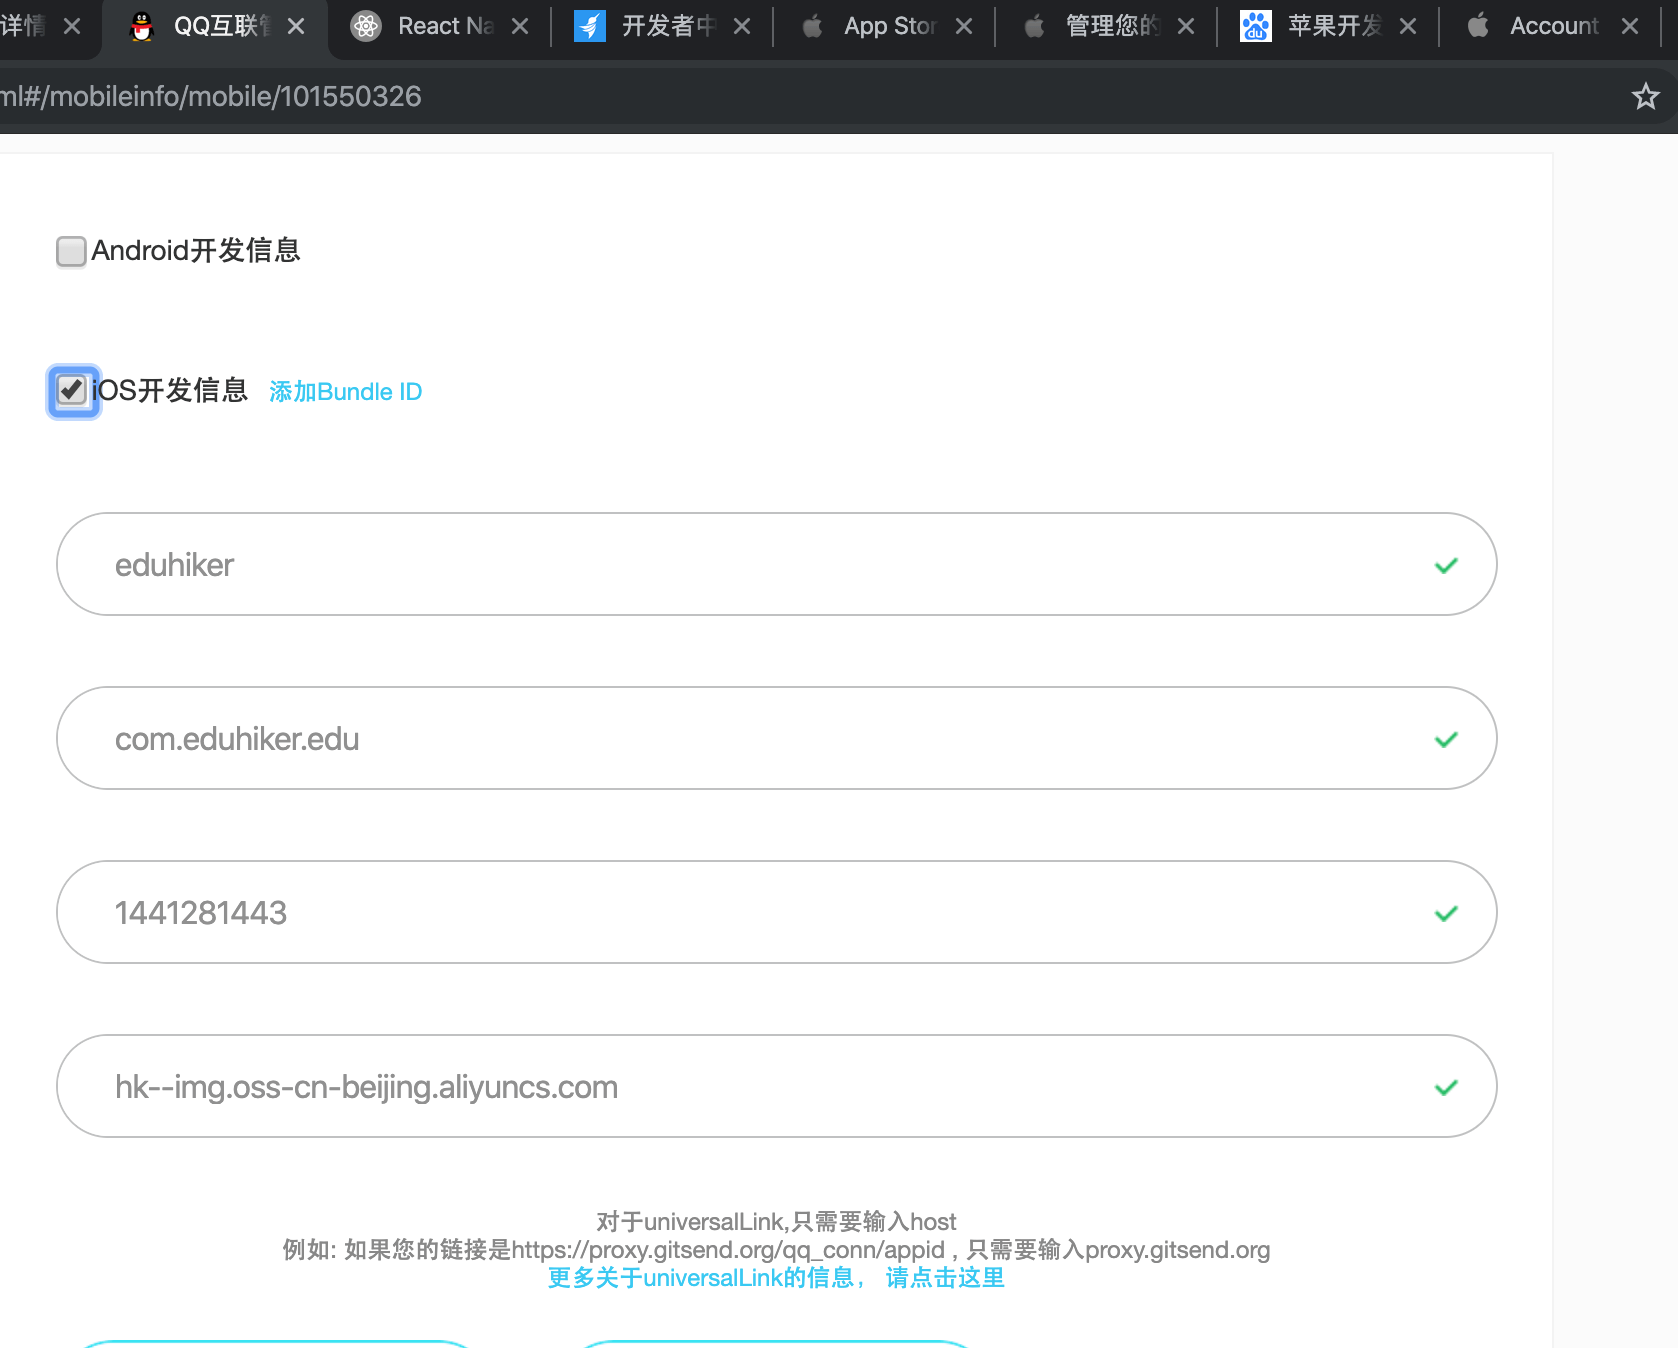 详情
QQ互联管
React Na
开发者中
App Stor
管理您的
苹果开发
Account
ml#/mobileinfo/mobile/101550326
Android开发信息
iOS开发信息 添加Bundle ID
eduhiker
com.eduhiker.edu
1441281443
hk--img.oss-cn-beijing.aliyuncs.com
对于universalLink,只需要输入host
例如: 如果您的链接是https://proxy.gitsend.org/qq_conn/appid , 只需要输入proxy.gitsend.org
更多关于universalLink的信息， 请点击这里